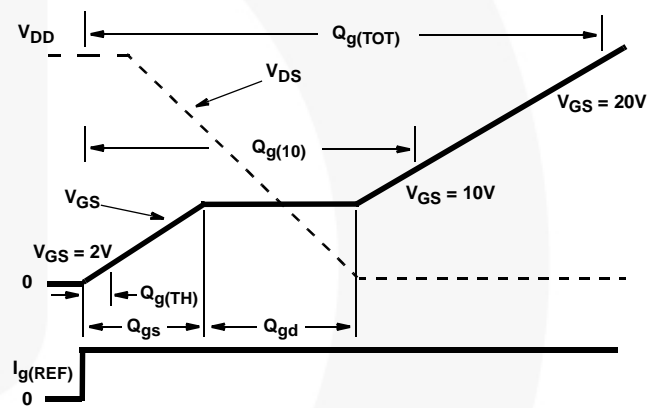 V_DD
Q_g(TOT)
V_DS
V_GS = 20V
Q_g(10)
V_GS
V_GS = 10V
V_GS = 2V
0
Q_g(TH)
Q_gs
Q_gd
I_g(REF)
0